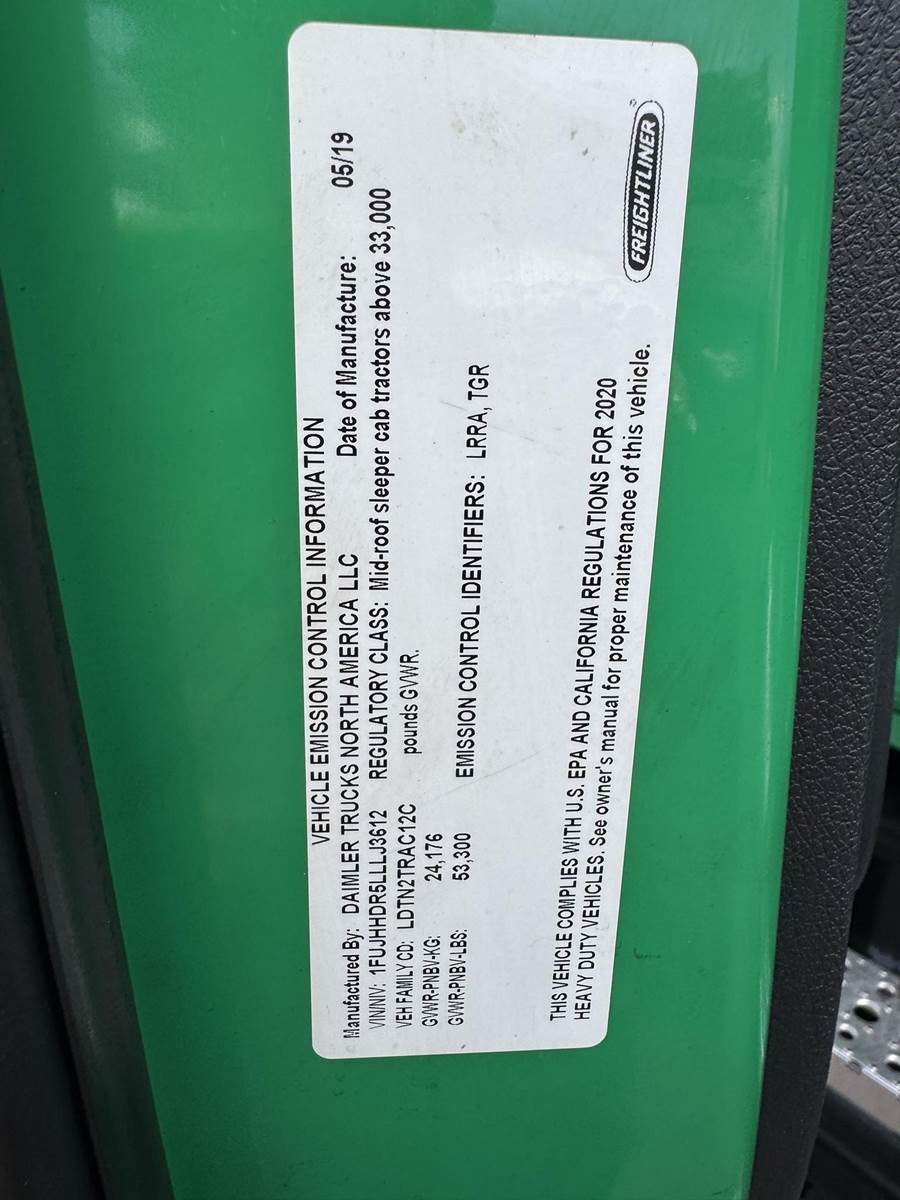 VEHICLE EMISSION CONTROL INFORMATION
Manufactured By: DAIMLER TRUCKS NORTH AMERICA LLC Date of Manufacture: 05/19
VIN/NIV: 1FUJHHDR5LLLJ3612 REGULATORY CLASS: Mid-roof sleeper cab tractors above 33,000
VEH FAMILY CD: LDTN2TRAC12C pounds GVWR.
GVWR-PNBV-KG: 24,176
GVWR-PNBV-LBS: 53,300 EMISSION CONTROL IDENTIFIERS: LRRA, TGR
THIS VEHICLE COMPLIES WITH U.S. EPA AND CALIFORNIA REGULATIONS FOR 2020
HEAVY DUTY VEHICLES. See owner's manual for proper maintenance of this vehicle.
FREIGHTLINER